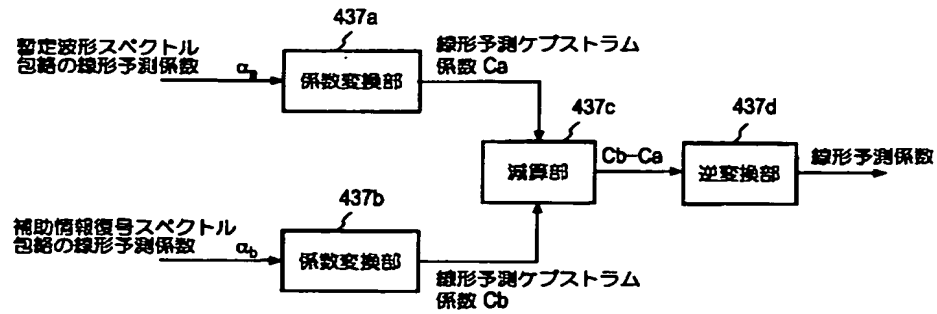 437a
暫定波形スペクトル
包絡の線形予測係数
αa
係数変換部
線形予測ケプストラム
係数 Ca
437c
減算部
Cb-Ca
437d
逆変換部
線形予測係数
437b
補助情報復号スペクトル
包絡の線形予測係数
αb
係数変換部
線形予測ケプストラム
係数 Cb